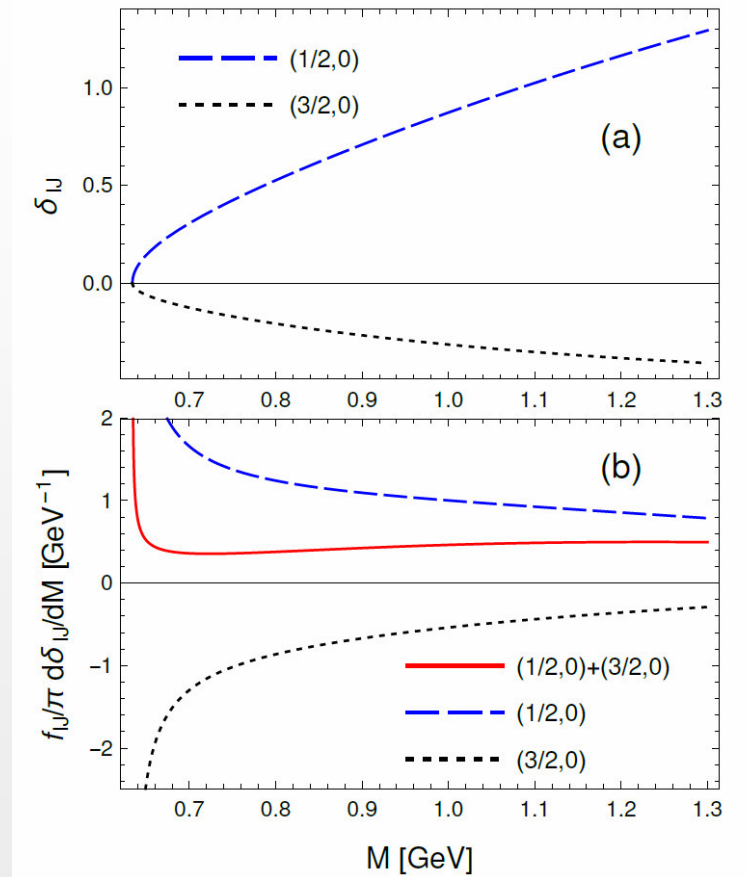 δ IJ
1.0
0.5
0.0
(1/2,0)
(3/2,0)
(a)
0.7 0.8 0.9 1.0 1.1 1.2 1.3
f IJ/π dδ IJ/dM [GeV⁻¹]
2
1
0
−1
−2
(b)
(1/2,0)+(3/2,0)
(1/2,0)
(3/2,0)
0.7 0.8 0.9 1.0 1.1 1.2 1.3
M [GeV]